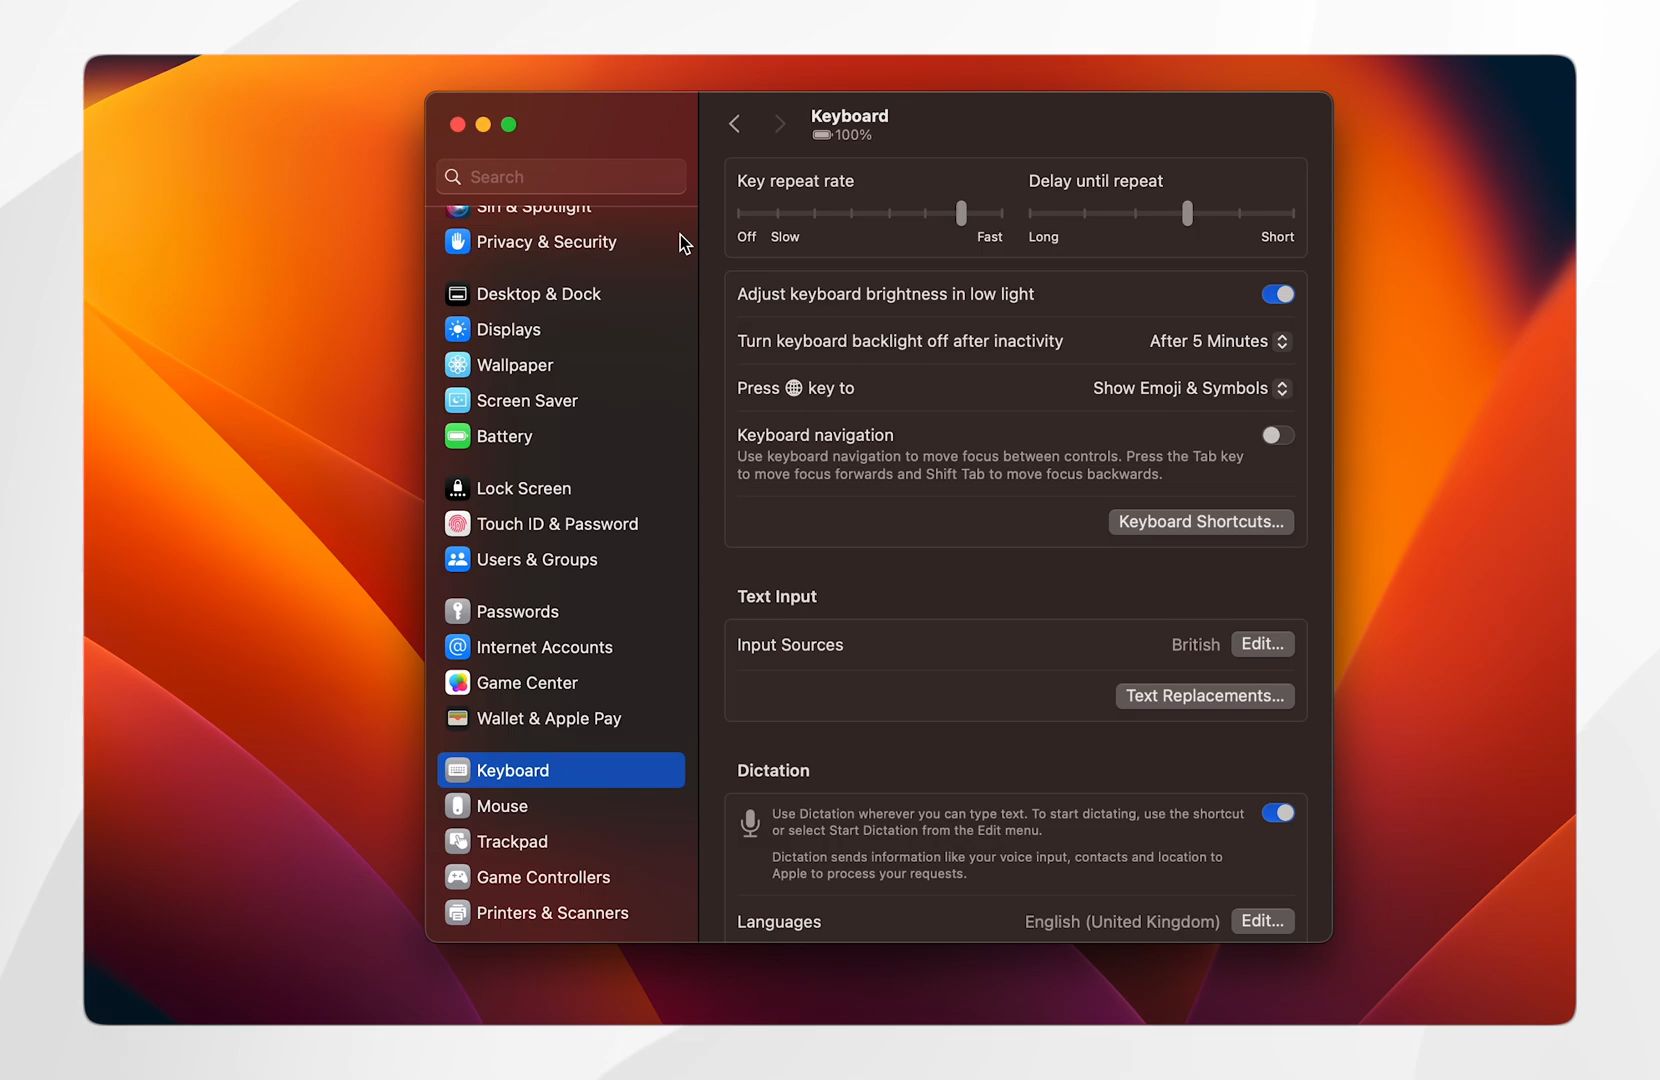 Search
Siri & Spotlight
Privacy & Security
Desktop & Dock
Displays
Wallpaper
Screen Saver
Battery
Lock Screen
Touch ID & Password
Users & Groups
Passwords
Internet Accounts
Game Center
Wallet & Apple Pay
Keyboard
Mouse
Trackpad
Game Controllers
Printers & Scanners
Keyboard
100%
Key repeat rate
Off Slow Fast
Delay until repeat
Long Short
Adjust keyboard brightness in low light
Turn keyboard backlight off after inactivity After 5 Minutes
Press key to Show Emoji & Symbols
Keyboard navigation
Use keyboard navigation to move focus between controls. Press the Tab key
to move focus forwards and Shift Tab to move focus backwards.
Keyboard Shortcuts...
Text Input
Input Sources British Edit...
Text Replacements...
Dictation
Use Dictation wherever you can type text. To start dictating, use the shortcut
or select Start Dictation from the Edit menu.
Dictation sends information like your voice input, contacts and location to
Apple to process your requests.
Languages English (United Kingdom) Edit...